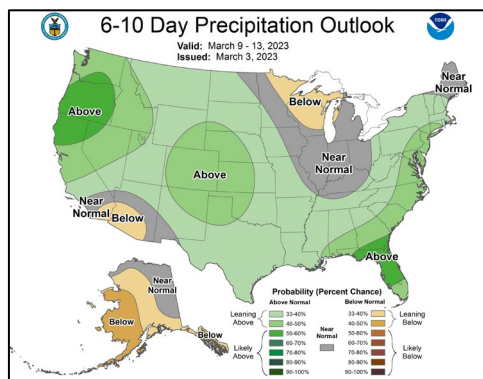 6-10 Day Precipitation Outlook
NOAA
Valid: March 9 - 13, 2023
Issued: March 3, 2023
Above
Below
Near
Normal
Near
Normal
Above
Near
Normal
Below
Above
Near
Normal
Below
Below
Probability (Percent Chance)
Above Normal
Below Normal
Leaning
Above
33-40%
40-50%
Likely
Above
50-60%
60-70%
70-80%
80-90%
90-100%
Near
Normal
33-40%
40-50%
Leaning
Below
50-60%
60-70%
70-80%
80-90%
90-100%
Likely
Below